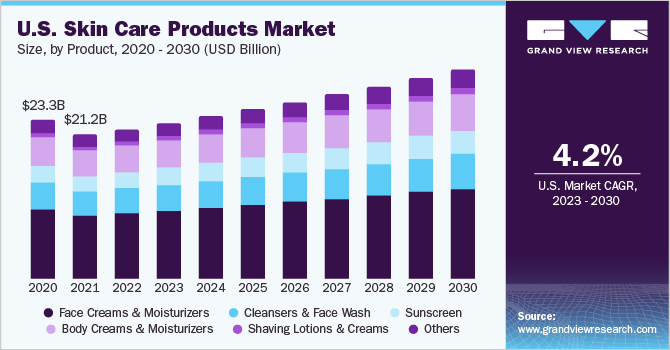 U.S. Skin Care Products Market
Size, by Product, 2020 - 2030 (USD Billion)
$23.3B
$21.2B
2020 2021 2022 2023 2024 2025 2026 2027 2028 2029 2030
Face Creams & Moisturizers Cleansers & Face Wash Sunscreen
Body Creams & Moisturizers Shaving Lotions & Creams Others
GRAND VIEW RESEARCH
4.2%
U.S. Market CAGR,
2023 - 2030
Source:
www.grandviewresearch.com